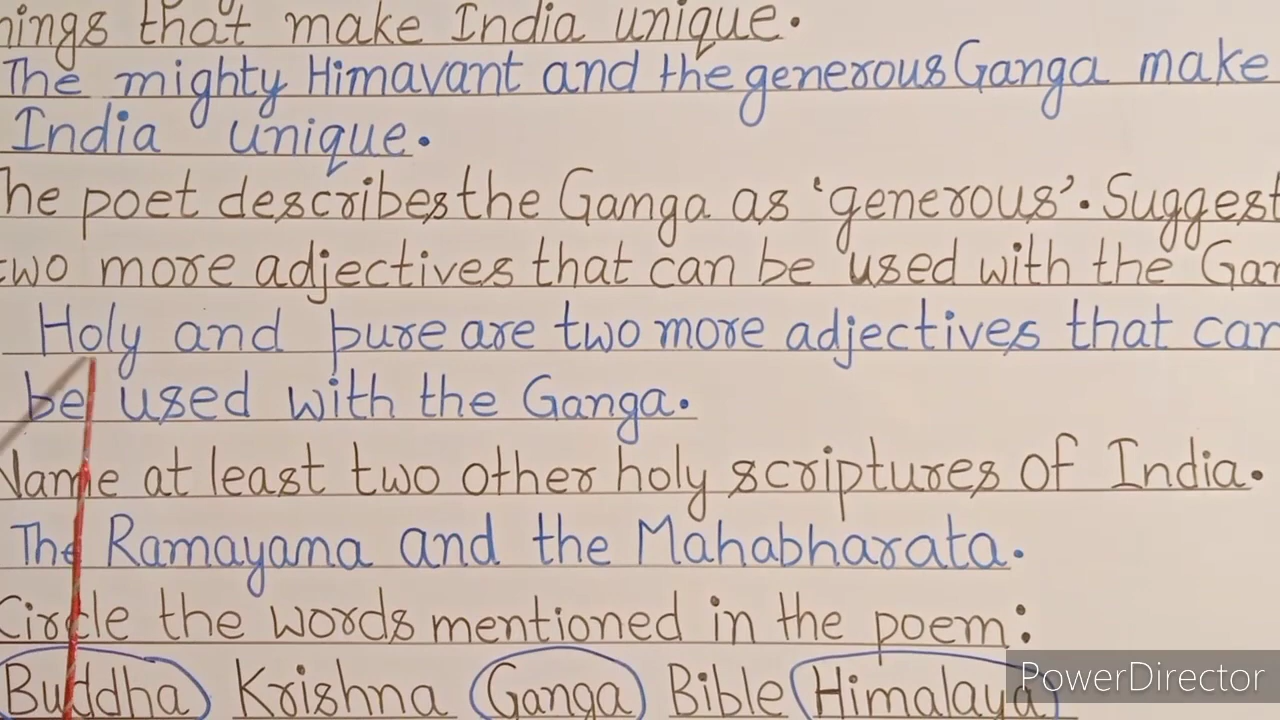 hings that make India unique.
The mighty Himavant and the generous Ganga make
India unique.
he poet describes the Ganga as 'generous'. Suggest
two more adjectives that can be used with the Gan
Holy and pure are two more adjectives that can
be used with the Ganga.
Name at least two other holy scriptures of India.
The Ramayana and the Mahabharata.
Circle the words mentioned in the poem:
Buddha Krishna Ganga Bible Himalaya
PowerDirector